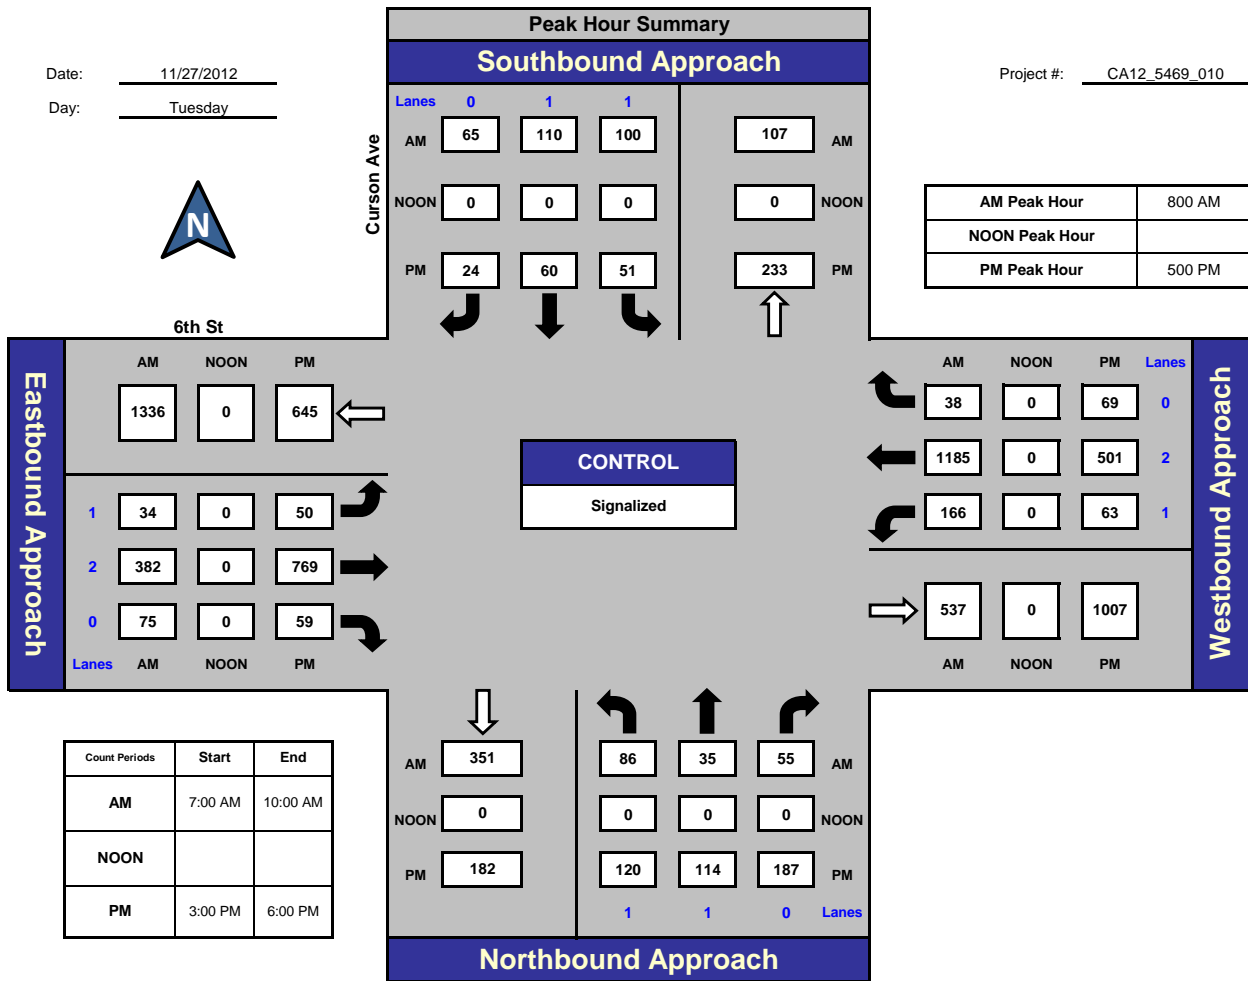 Peak Hour Summary
Southbound Approach
Date: 11/27/2012
Day: Tuesday
Project #: CA12_5469_010
N
Curson Ave
Lanes 0 1 1
AM 65 110 100 107 AM
NOON 0 0 0 0 NOON
PM 24 60 51 233 PM
AM Peak Hour 800 AM
NOON Peak Hour
PM Peak Hour 500 PM
6th St
Eastbound Approach
AM NOON PM
1336 0 645
1 34 0 50
2 382 0 769
0 75 0 59
Lanes AM NOON PM
CONTROL
Signalized
AM NOON PM Lanes
38 0 69 0
1185 0 501 2
166 0 63 1
537 0 1007
AM NOON PM
Westbound Approach
Count Periods Start End
AM 7:00 AM 10:00 AM
NOON
PM 3:00 PM 6:00 PM
AM 351 86 35 55 AM
NOON 0 0 0 0 NOON
PM 182 120 114 187 PM
1 1 0 Lanes
Northbound Approach